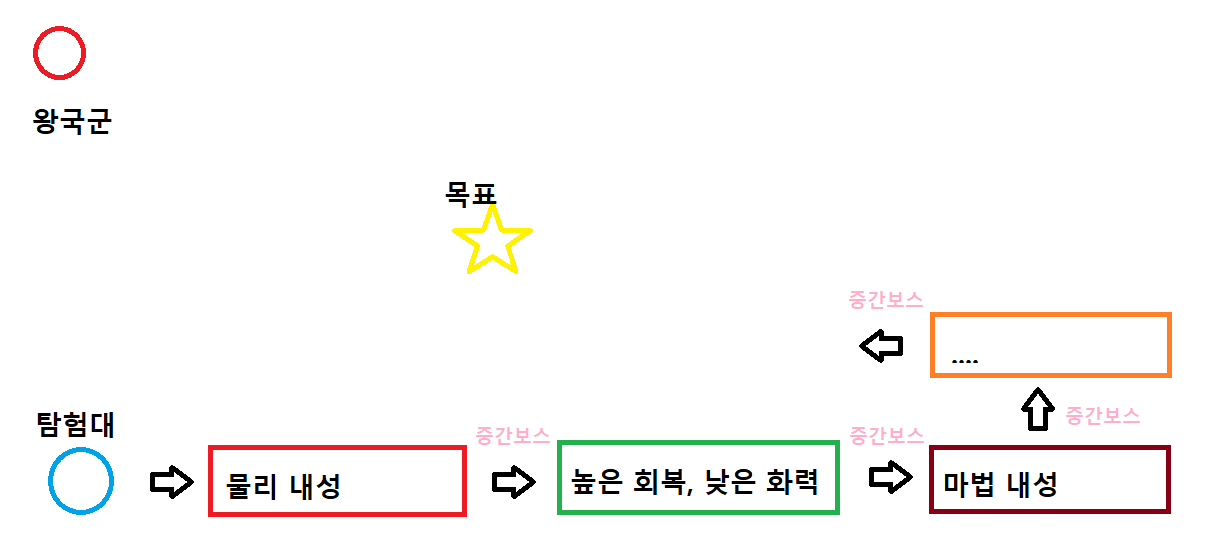 왕국군
목표
중간보스
....
탐험대
중간보스
중간보스
중간보스
물리 내성
높은 회복, 낮은 화력
마법 내성